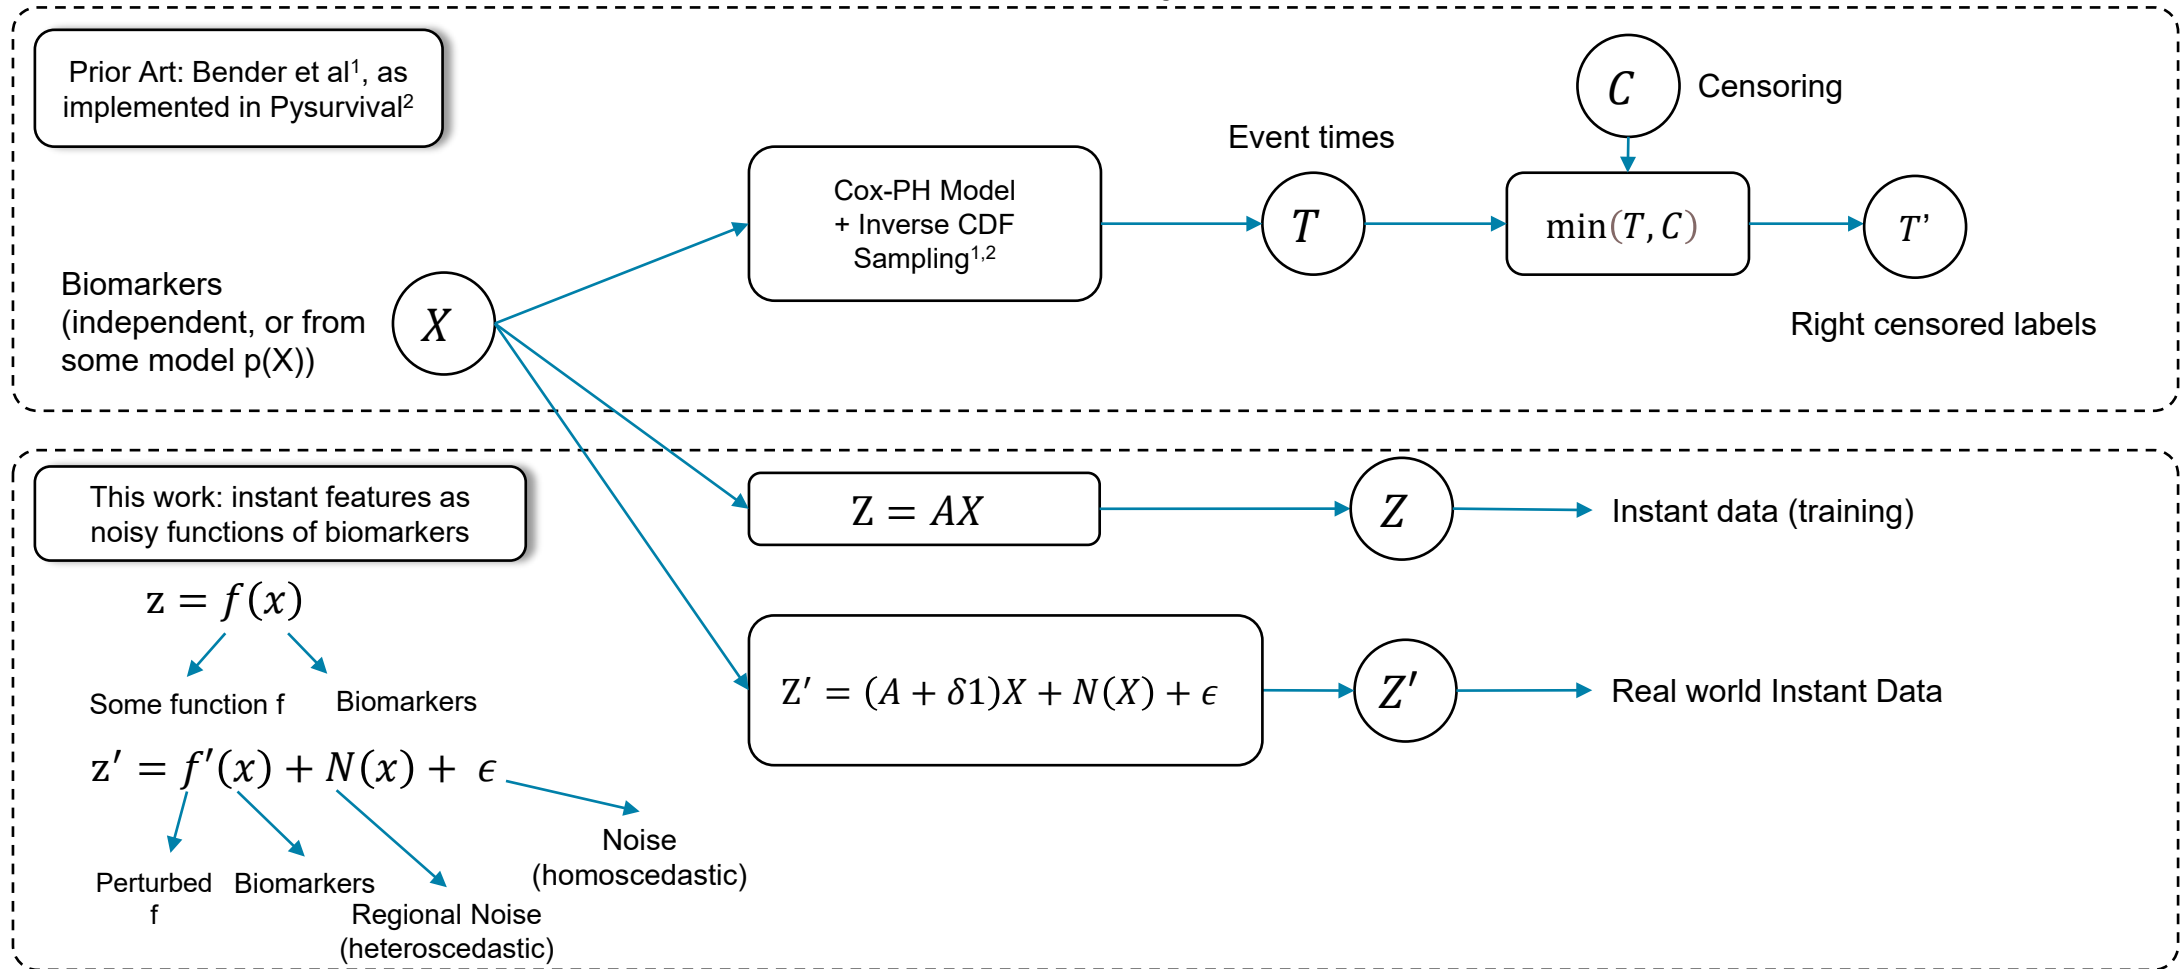 Prior Art: Bender et al¹, as
implemented in Pysurvival²
C
Censoring
Event times
Cox-PH Model
+ Inverse CDF
Sampling¹,²
T
min(T, C)
T'
Biomarkers
(independent, or from
some model p(X))
X
Right censored labels
This work: instant features as
noisy functions of biomarkers
Z = AX
Z
Instant data (training)
z = f(x)
Some function f
Biomarkers
Z′ = (A + δ1)X + N(X) + ϵ
Z′
Real world Instant Data
z′ = f′(x) + N(x) + ϵ
Noise
(homoscedastic)
Perturbed
f
Biomarkers
Regional Noise
(heteroscedastic)